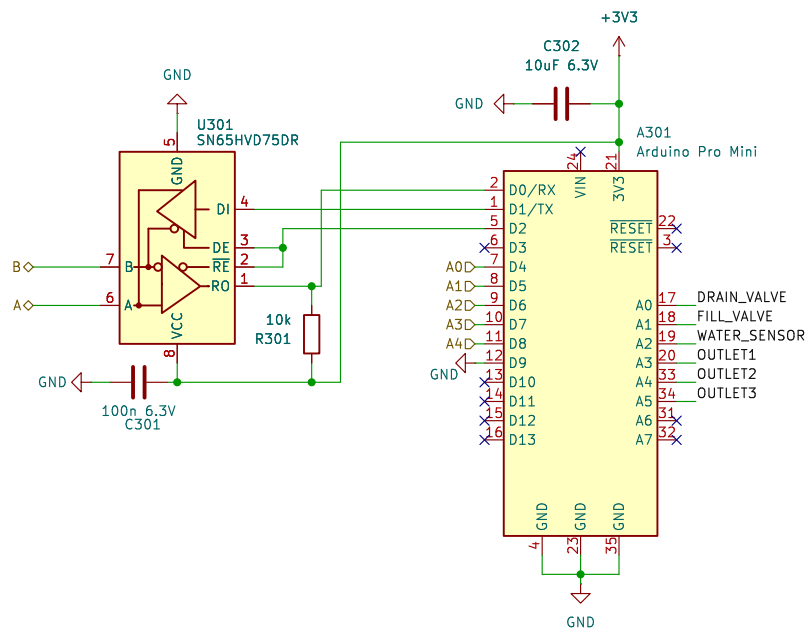 +3V3
C302
10uF 6.3V
GND
GND
U301
SN65HVD75DR
5
GND
DI
4
DE
3
RE
2
RO
1
7
B
6
A
VCC
8
B
A
10k
R301
GND
100n 6.3V
C301
A301
Arduino Pro Mini
24
VIN
21
3V3
2
D0/RX
1
D1/TX
5
D2
6
D3
A0
7
D4
A1
8
D5
A2
9
D6
A3
10
D7
A4
11
D8
GND
12
D9
13
D10
14
D11
15
D12
16
D13
RESET
22
RESET
3
A0
17
DRAIN_VALVE
A1
18
FILL_VALVE
A2
19
WATER_SENSOR
A3
20
OUTLET1
A4
33
OUTLET2
A5
34
OUTLET3
A6
31
A7
32
GND
GND
GND
4
23
35
GND